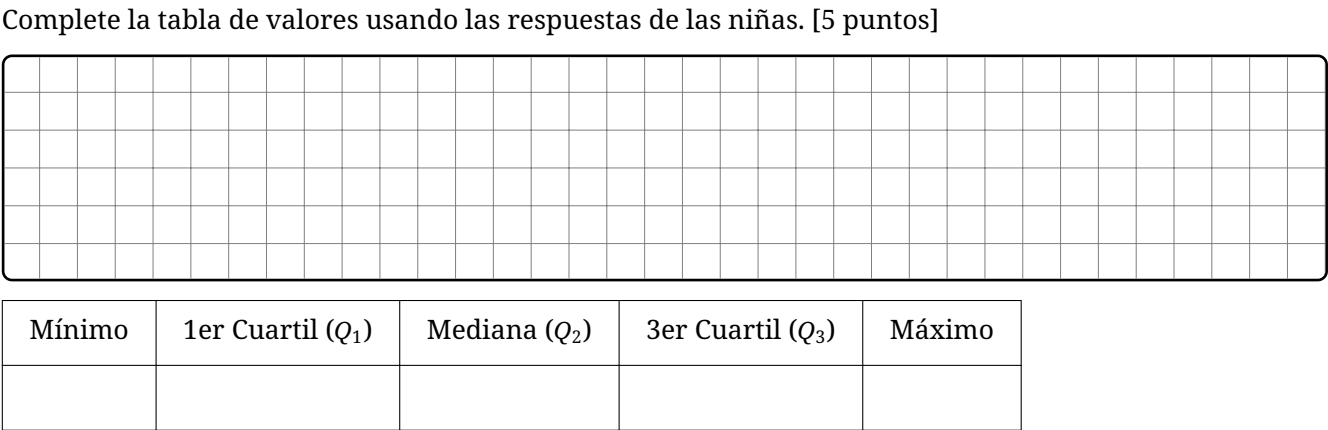 Complete la tabla de valores usando las respuestas de las niñas. [5 puntos]
Mínimo 1er Cuartil (Q₁) Mediana (Q₂) 3er Cuartil (Q₃) Máximo